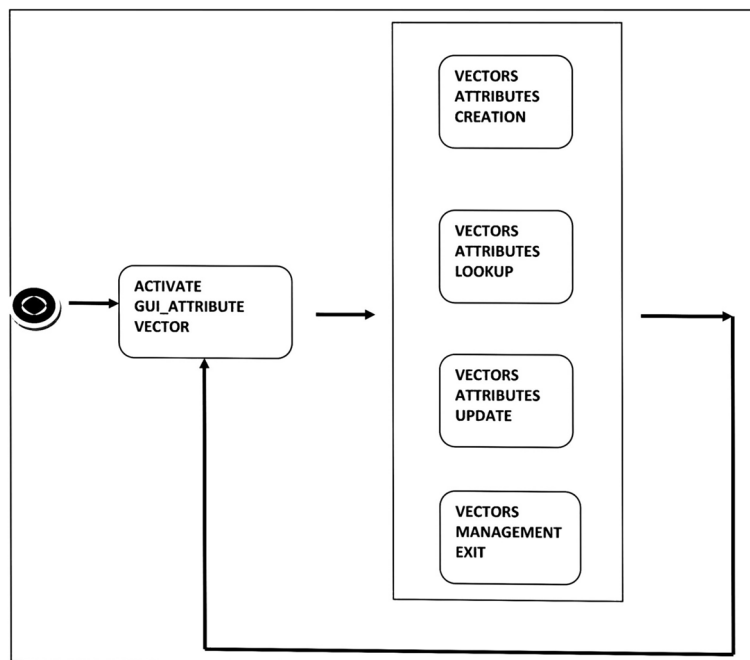 VECTORS
ATTRIBUTES
CREATION
VECTORS
ATTRIBUTES
LOOKUP
ACTIVATE
GUI_ATTRIBUTE
VECTOR
VECTORS
ATTRIBUTES
UPDATE
VECTORS
MANAGEMENT
EXIT